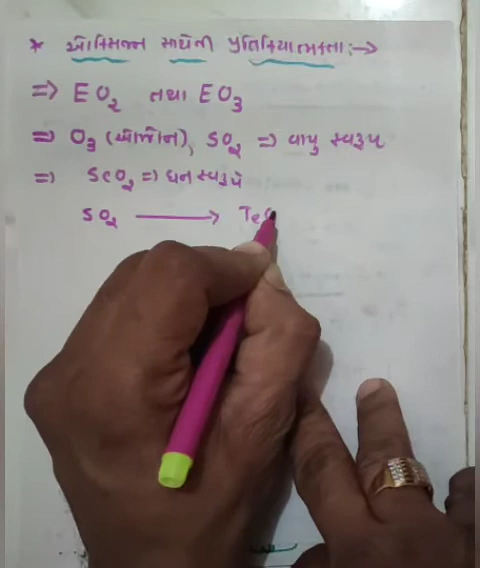 * ઓક્સિજન સાથેની પ્રતિક્રિયાત્મકતા :→
⇒ EO₂ તથા EO₃
⇒ O₃ (ઓઝોન), SO₂ ⇒ વાયુ સ્વરૂપ
⇒ SeO₂ ⇒ ઘન સ્વરૂપે
SO₂ ⟶ Te